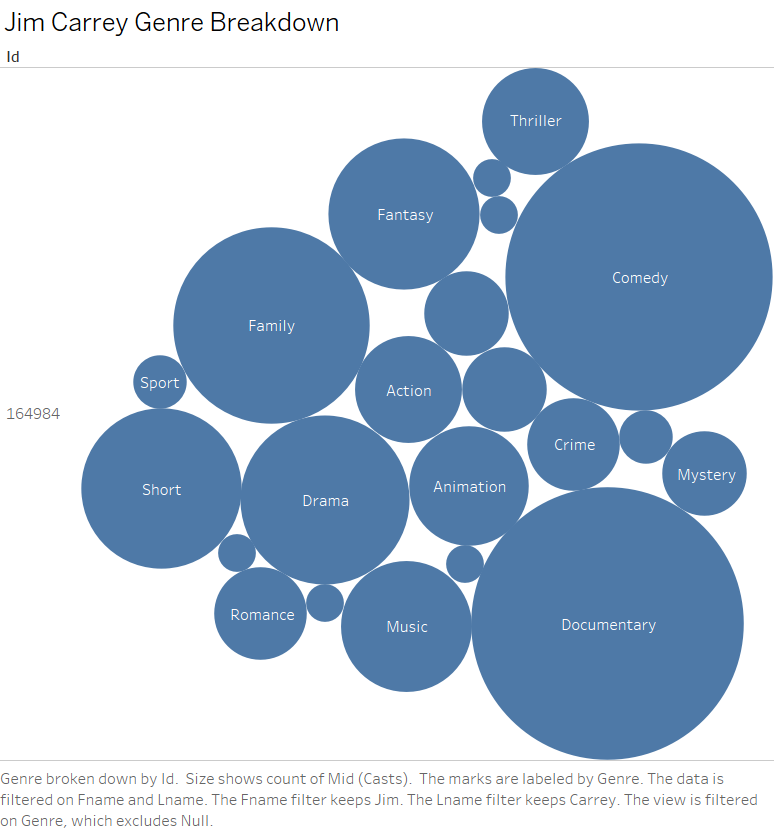 Jim Carrey Genre Breakdown
Id
Thriller
Fantasy
Comedy
Family
Sport
Action
164984
Crime
Mystery
Short
Drama
Animation
Romance
Music
Documentary
Genre broken down by Id.  Size shows count of Mid (Casts).  The marks are labeled by Genre. The data is
filtered on Fname and Lname. The Fname filter keeps Jim. The Lname filter keeps Carrey. The view is filtered
on Genre, which excludes Null.